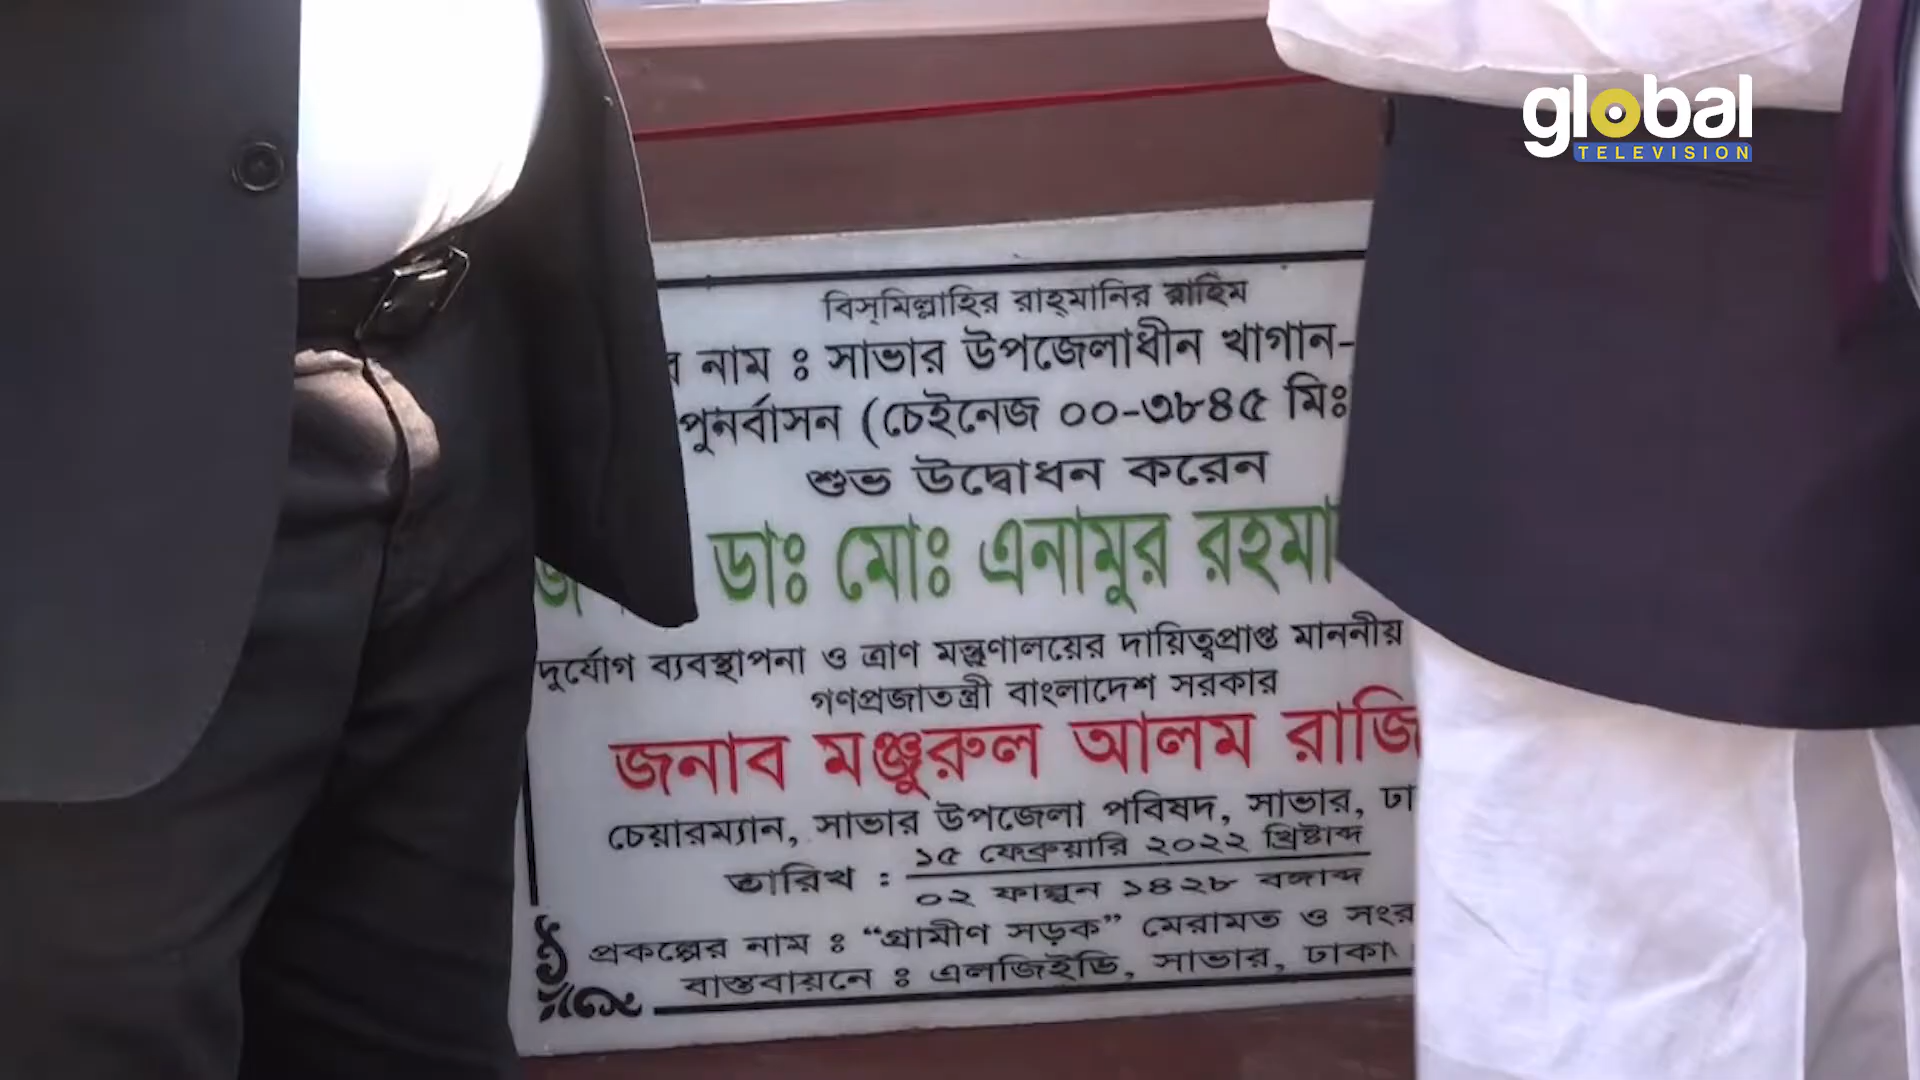 global
TELEVISION
বিস্‌মিল্লাহির রাহ্‌মানির রাহিম
নাম ঃ সাভার উপজেলাধীন খাগান-
পুনর্বাসন (চেইনেজ ০০-৩৮৪৫ মিঃ
শুভ উদ্বোধন করেন
ডাঃ মোঃ এনামুর রহমা
দুর্যোগ ব্যবস্থাপনা ও ত্রাণ মন্ত্রণালয়ের দায়িত্বপ্রাপ্ত মাননীয়
গণপ্রজাতন্ত্রী বাংলাদেশ সরকার
জনাব মঞ্জুরুল আলম রাজি
চেয়ারম্যান, সাভার উপজেলা পরিষদ, সাভার, ঢা
তারিখ : ১৫ ফেব্রুয়ারি ২০২২ খ্রিষ্টাব্দ
০২ ফাল্গুন ১৪২৮ বঙ্গাব্দ
প্রকল্পের নাম ঃ “গ্রামীণ সড়ক” মেরামত ও সংর
বাস্তবায়নে ঃ এলজিইডি, সাভার, ঢাকা